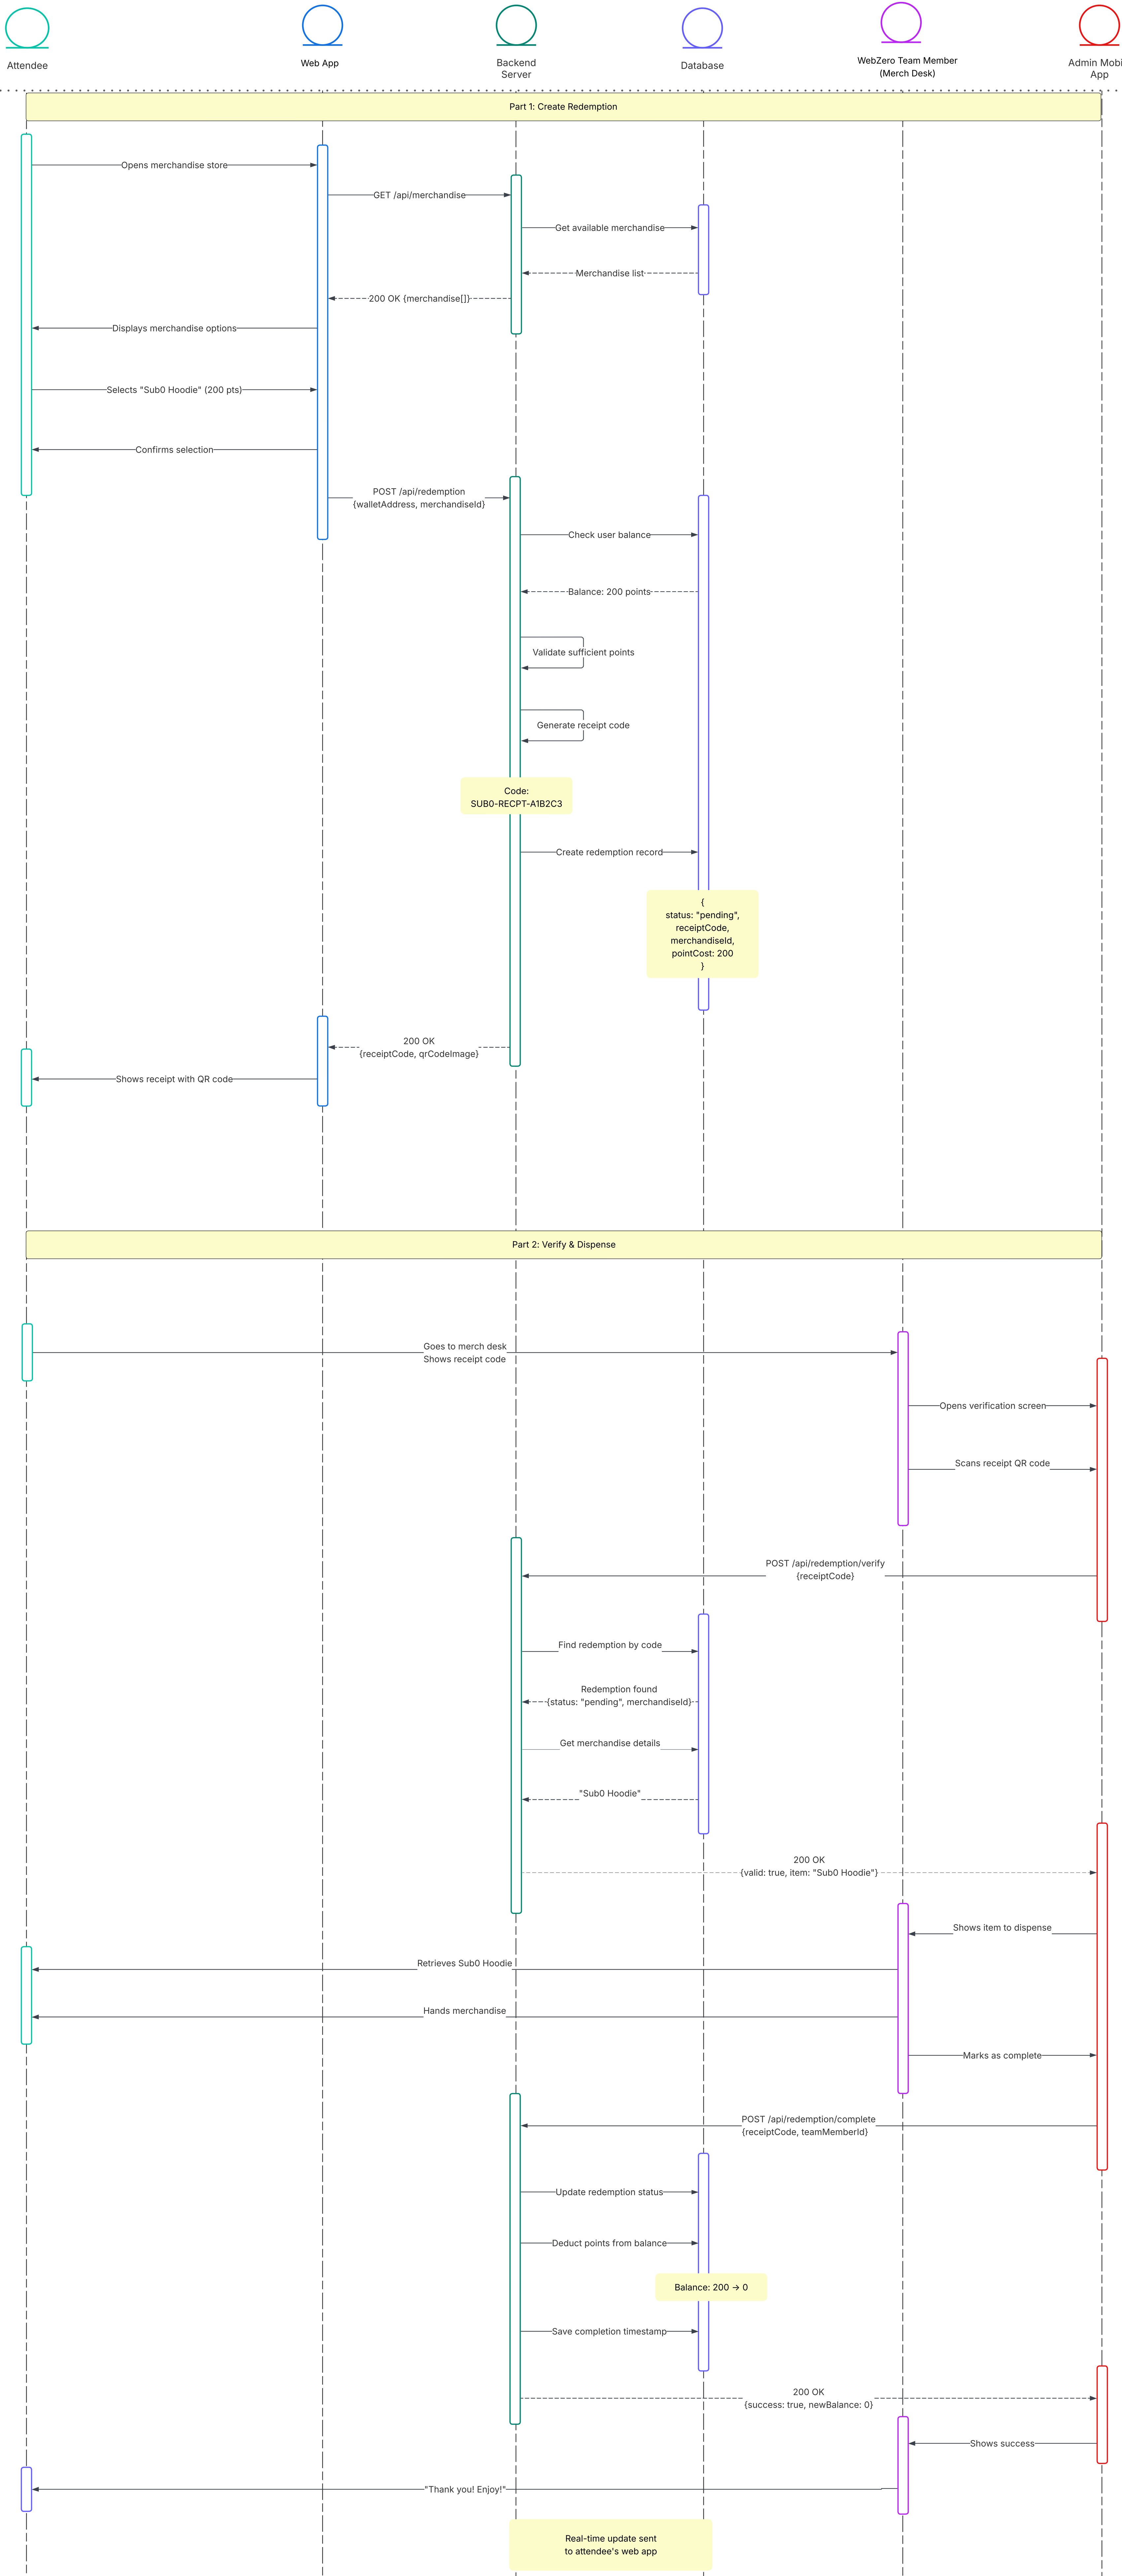 Attendee
Web App
Backend
Server
Database
WebZero Team Member
(Merch Desk)
Admin Mobi
App
Part 1: Create Redemption
Opens merchandise store
GET /api/merchandise
Get available merchandise
Merchandise list
200 OK {merchandise[]}
Displays merchandise options
Selects "Sub0 Hoodie" (200 pts)
Confirms selection
POST /api/redemption
{walletAddress, merchandiseId}
Check user balance
Balance: 200 points
Validate sufficient points
Generate receipt code
Code:
SUB0-RECPT-A1B2C3
Create redemption record
{
status: "pending",
receiptCode,
merchandiseId,
pointCost: 200
}
200 OK
{receiptCode, qrCodeImage}
Shows receipt with QR code
Part 2: Verify & Dispense
Goes to merch desk
Shows receipt code
Opens verification screen
Scans receipt QR code
POST /api/redemption/verify
{receiptCode}
Find redemption by code
Redemption found
{status: "pending", merchandiseId}
Get merchandise details
"Sub0 Hoodie"
200 OK
{valid: true, item: "Sub0 Hoodie"}
Shows item to dispense
Retrieves Sub0 Hoodie
Hands merchandise
Marks as complete
POST /api/redemption/complete
{receiptCode, teamMemberId}
Update redemption status
Deduct points from balance
Balance: 200 → 0
Save completion timestamp
200 OK
{success: true, newBalance: 0}
Shows success
"Thank you! Enjoy!"
Real-time update sent
to attendee's web app